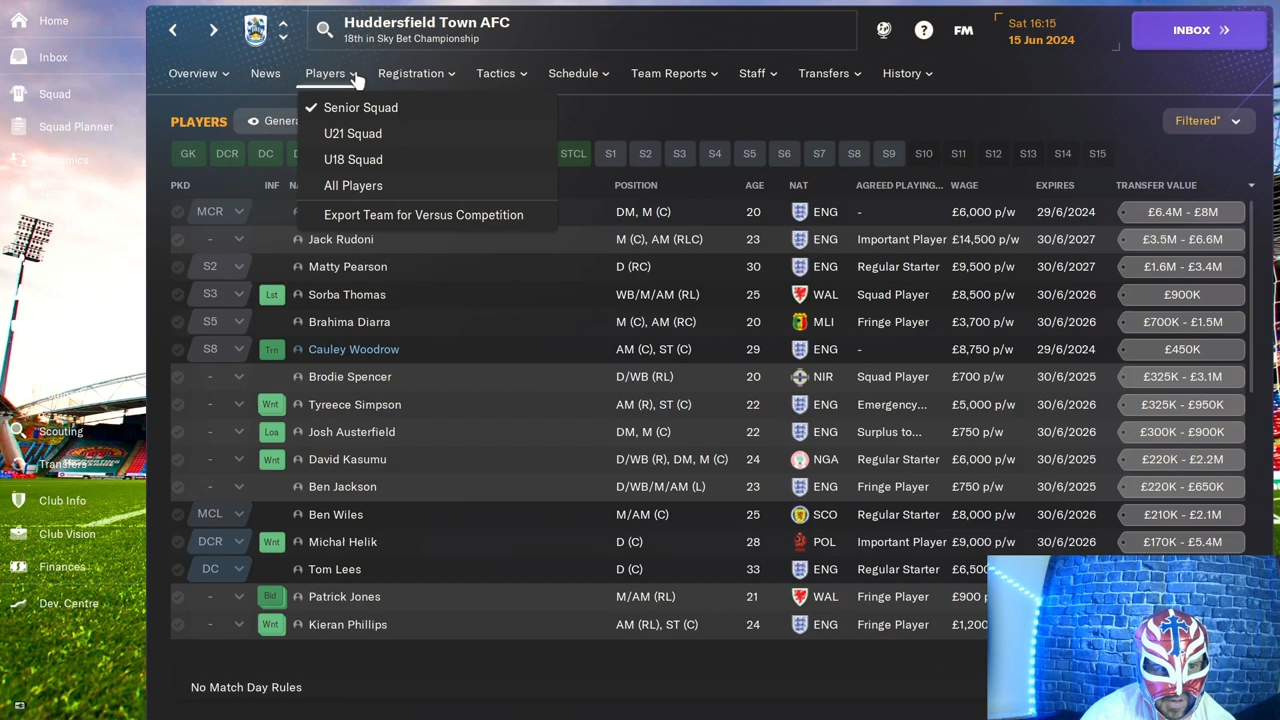 Home
Inbox
Squad
Squad Planner
Dynamics
Scouting
Transfers
Club Info
Club Vision
Finances
Dev. Centre
Huddersfield Town AFC
18th in Sky Bet Championship
FM
Sat 16:15
15 Jun 2024
INBOX
Overview News Players Registration Tactics Schedule Team Reports Staff Transfers History
Senior Squad
U21 Squad
U18 Squad
All Players
Export Team for Versus Competition
PLAYERS Genera Filtered*
GK DCR DC D STCL S1 S2 S3 S4 S5 S6 S7 S8 S9 S10 S11 S12 S13 S14 S15
PKD INF NA POSITION AGE NAT AGREED PLAYING... WAGE EXPIRES TRANSFER VALUE
MCR DM, M (C) 20 ENG - £6,000 p/w 29/6/2024 £6.4M - £8M
- Jack Rudoni M (C), AM (RLC) 23 ENG Important Player £14,500 p/w 30/6/2027 £3.5M - £6.6M
S2 Matty Pearson D (RC) 30 ENG Regular Starter £9,500 p/w 30/6/2027 £1.6M - £3.4M
S3 Lst Sorba Thomas WB/M/AM (RL) 25 WAL Squad Player £8,500 p/w 30/6/2026 £900K
S5 Brahima Diarra M (C), AM (RC) 20 MLI Fringe Player £3,700 p/w 30/6/2026 £700K - £1.5M
S8 Trn Cauley Woodrow AM (C), ST (C) 29 ENG - £8,750 p/w 29/6/2024 £450K
- Brodie Spencer D/WB (RL) 20 NIR Squad Player £700 p/w 30/6/2025 £325K - £3.1M
- Wnt Tyreece Simpson AM (R), ST (C) 22 ENG Emergency... £5,000 p/w 30/6/2026 £325K - £950K
- Loa Josh Austerfield DM, M (C) 22 ENG Surplus to... £750 p/w 30/6/2026 £300K - £900K
- Wnt David Kasumu D/WB (R), DM, M (C) 24 NGA Regular Starter £6,000 p/w 30/6/2025 £220K - £2.2M
- Ben Jackson D/WB/M/AM (L) 23 ENG Fringe Player £750 p/w 30/6/2025 £220K - £650K
MCL Ben Wiles M/AM (C) 25 SCO Regular Starter £8,000 p/w 30/6/2026 £210K - £2.1M
DCR Wnt Michal Helik D (C) 28 POL Important Player £9,000 p/w 30/6/2026 £170K - £5.4M
DC Tom Lees D (C) 33 ENG Regular Starter £6,500
- Bid Patrick Jones M/AM (RL) 21 WAL Fringe Player £900 p
- Wnt Kieran Phillips AM (RL), ST (C) 24 ENG Fringe Player £1,200
No Match Day Rules